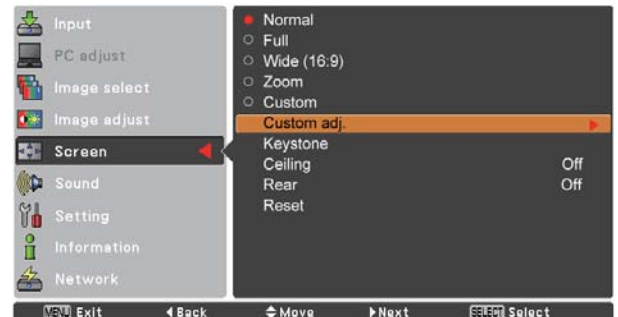 Input
PC adjust
Image select
Image adjust
Screen
Sound
Setting
Information
Network
Normal
Full
Wide (16:9)
Zoom
Custom
Custom adj.
Keystone
Ceiling Off
Rear Off
Reset
MENU Exit Back Move Next SELECT Select